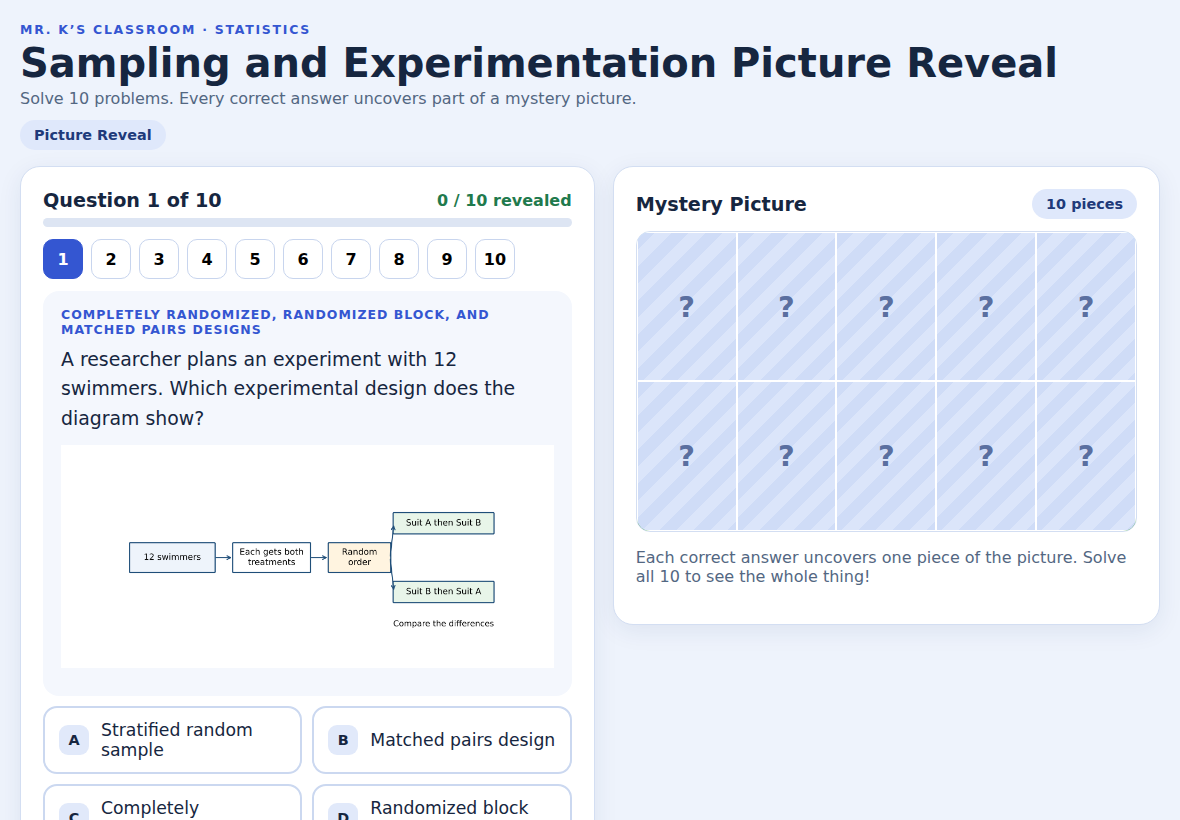 MR. K’S CLASSROOM · STATISTICS
Sampling and Experimentation Picture Reveal
Solve 10 problems. Every correct answer uncovers part of a mystery picture.
Picture Reveal
Question 1 of 10
0 / 10 revealed
1 2 3 4 5 6 7 8 9 10
COMPLETELY RANDOMIZED, RANDOMIZED BLOCK, AND
MATCHED PAIRS DESIGNS
A researcher plans an experiment with 12
swimmers. Which experimental design does the
diagram show?
12 swimmers
Each gets both
treatments
Random
order
Suit A then Suit B
Suit B then Suit A
Compare the differences
A Stratified random
sample
B Matched pairs design
C Completely
D Randomized block
Mystery Picture
10 pieces
? ? ? ? ?
? ? ? ? ?
Each correct answer uncovers one piece of the picture. Solve
all 10 to see the whole thing!